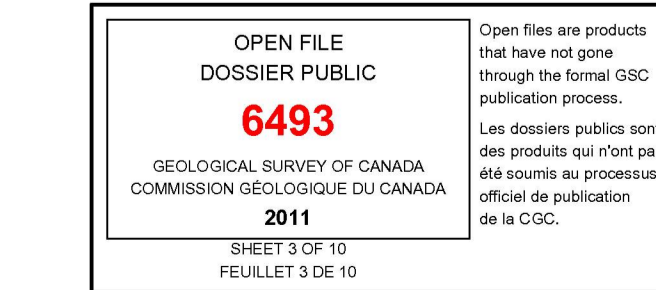 OPEN FILE
DOSSIER PUBLIC
6493
GEOLOGICAL SURVEY OF CANADA
COMMISSION GÉOLOGIQUE DU CANADA
2011
SHEET 3 OF 10
FEUILLET 3 DE 10
Open files are products
that have not gone
through the formal GSC
publication process.
Les dossiers publics sont
des produits qui n'ont pa
été soumis au processus
officiel de publication
de la CGC.